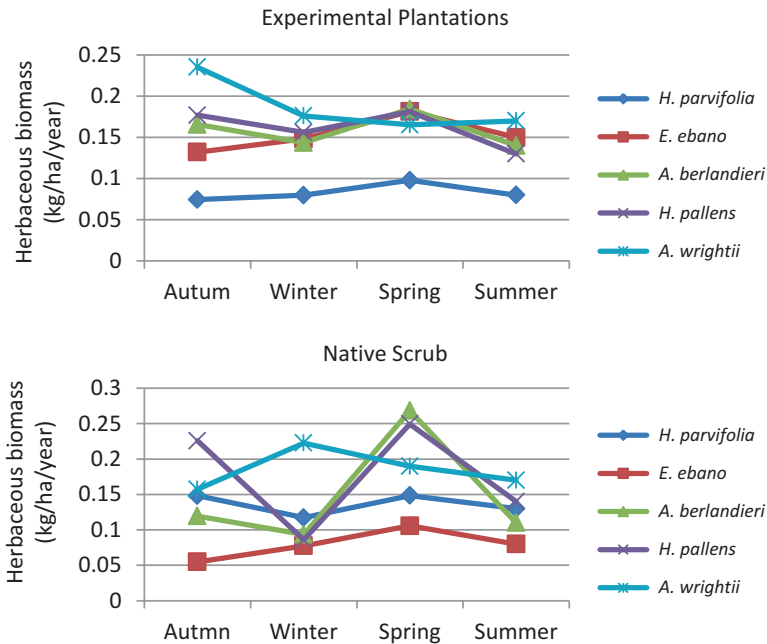 Experimental Plantations
Herbaceous biomass
(kg/ha/year)
0.25
0.2
0.15
0.1
0.05
0
Autum Winter Spring Summer
H. parvifolia
E. ebano
A. berlandieri
H. pallens
A. wrightii
Native Scrub
Herbaceous biomass
(kg/ha/year)
0.3
0.25
0.2
0.15
0.1
0.05
0
Autmn Winter Spring Summer
H. parvifolia
E. ebano
A. berlandieri
H. pallens
A. wrightii